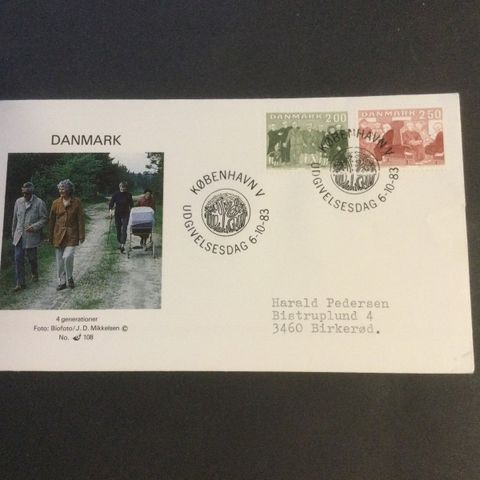 DANMARK
4 generationer
Foto: Biofoto/J. D. Mikkelsen ©
No. 108
KØBENHAVN V
UDGIVELSESDAG 6-10-83
DANMARK 2.00
DANMARK 2.50
KØBENHAVN V
UDGIVELSESDAG 6-10-83
Harald Pedersen
Bistruplund 4
3460 Birkerød.